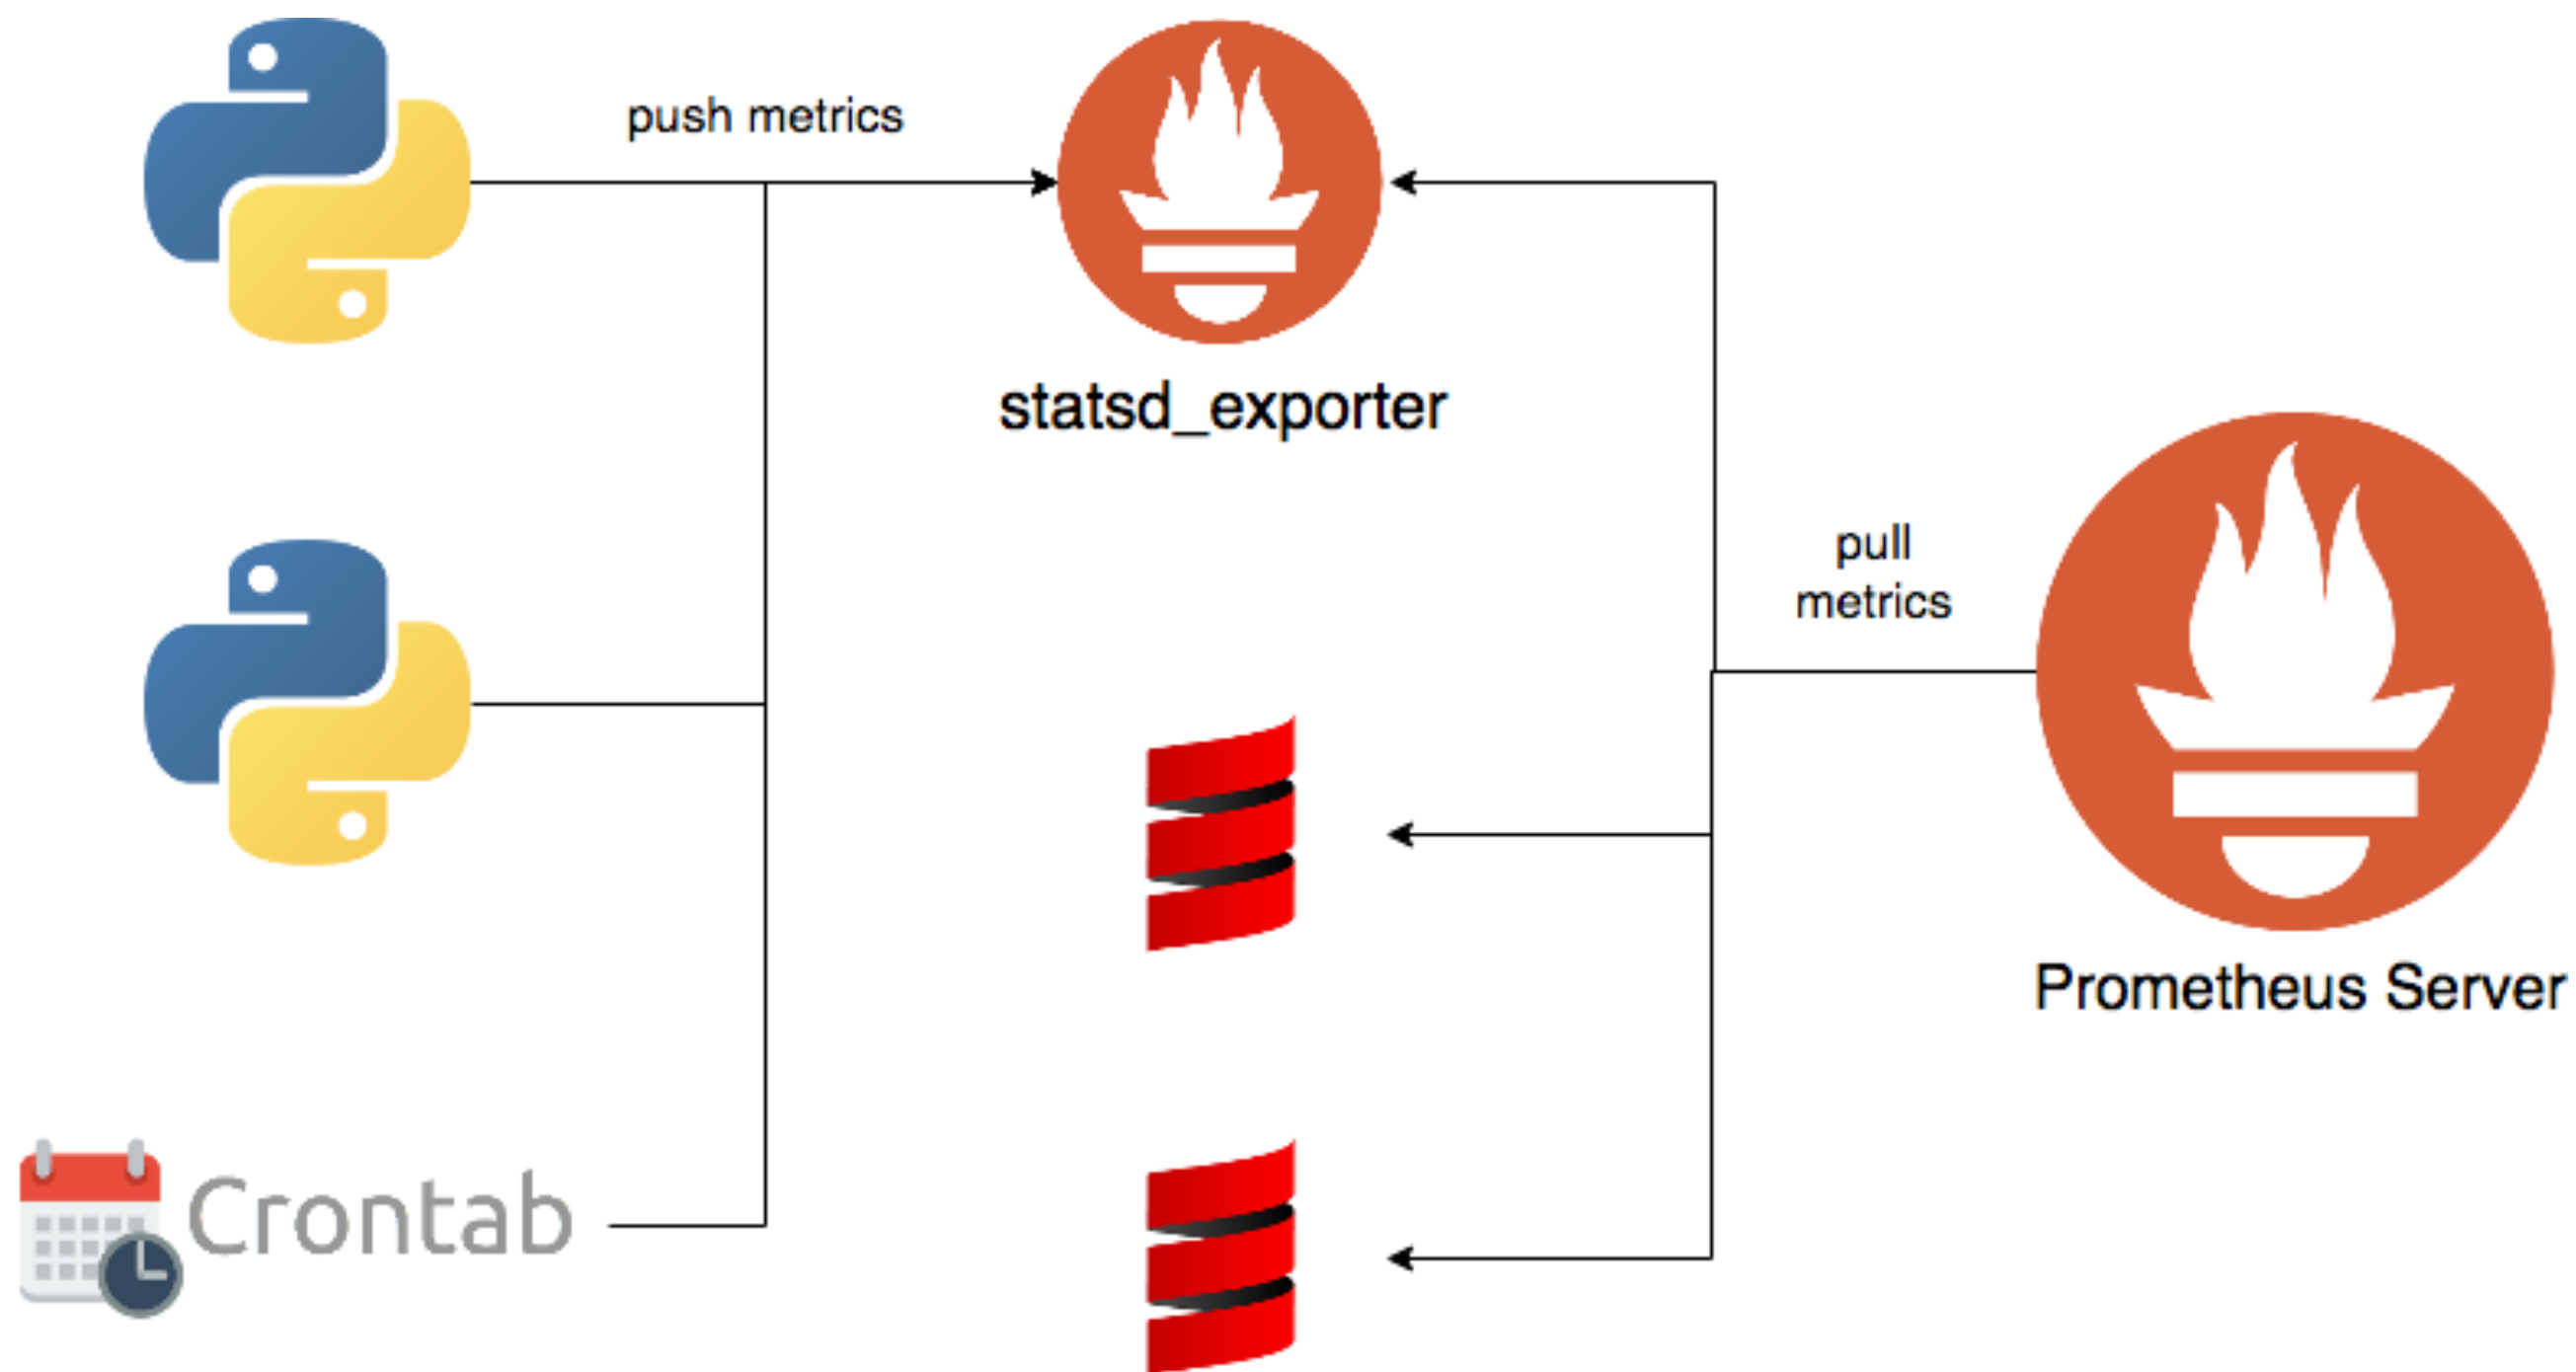 push metrics
statsd_exporter
pull
metrics
Prometheus Server
Crontab